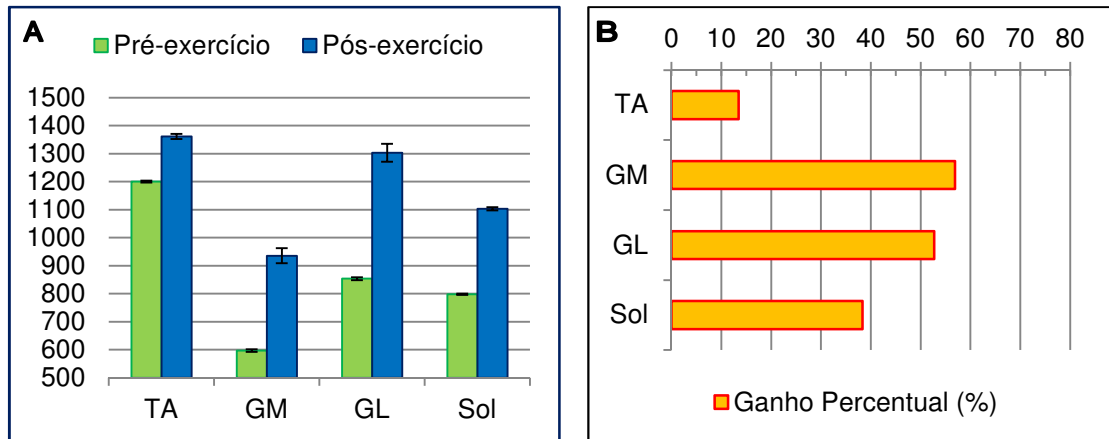 A
Pré-exercício Pós-exercício
1500
1400
1300
1200
1100
1000
900
800
700
600
500
TA GM GL Sol
B
0 10 20 30 40 50 60 70 80
TA
GM
GL
Sol
Ganho Percentual (%)